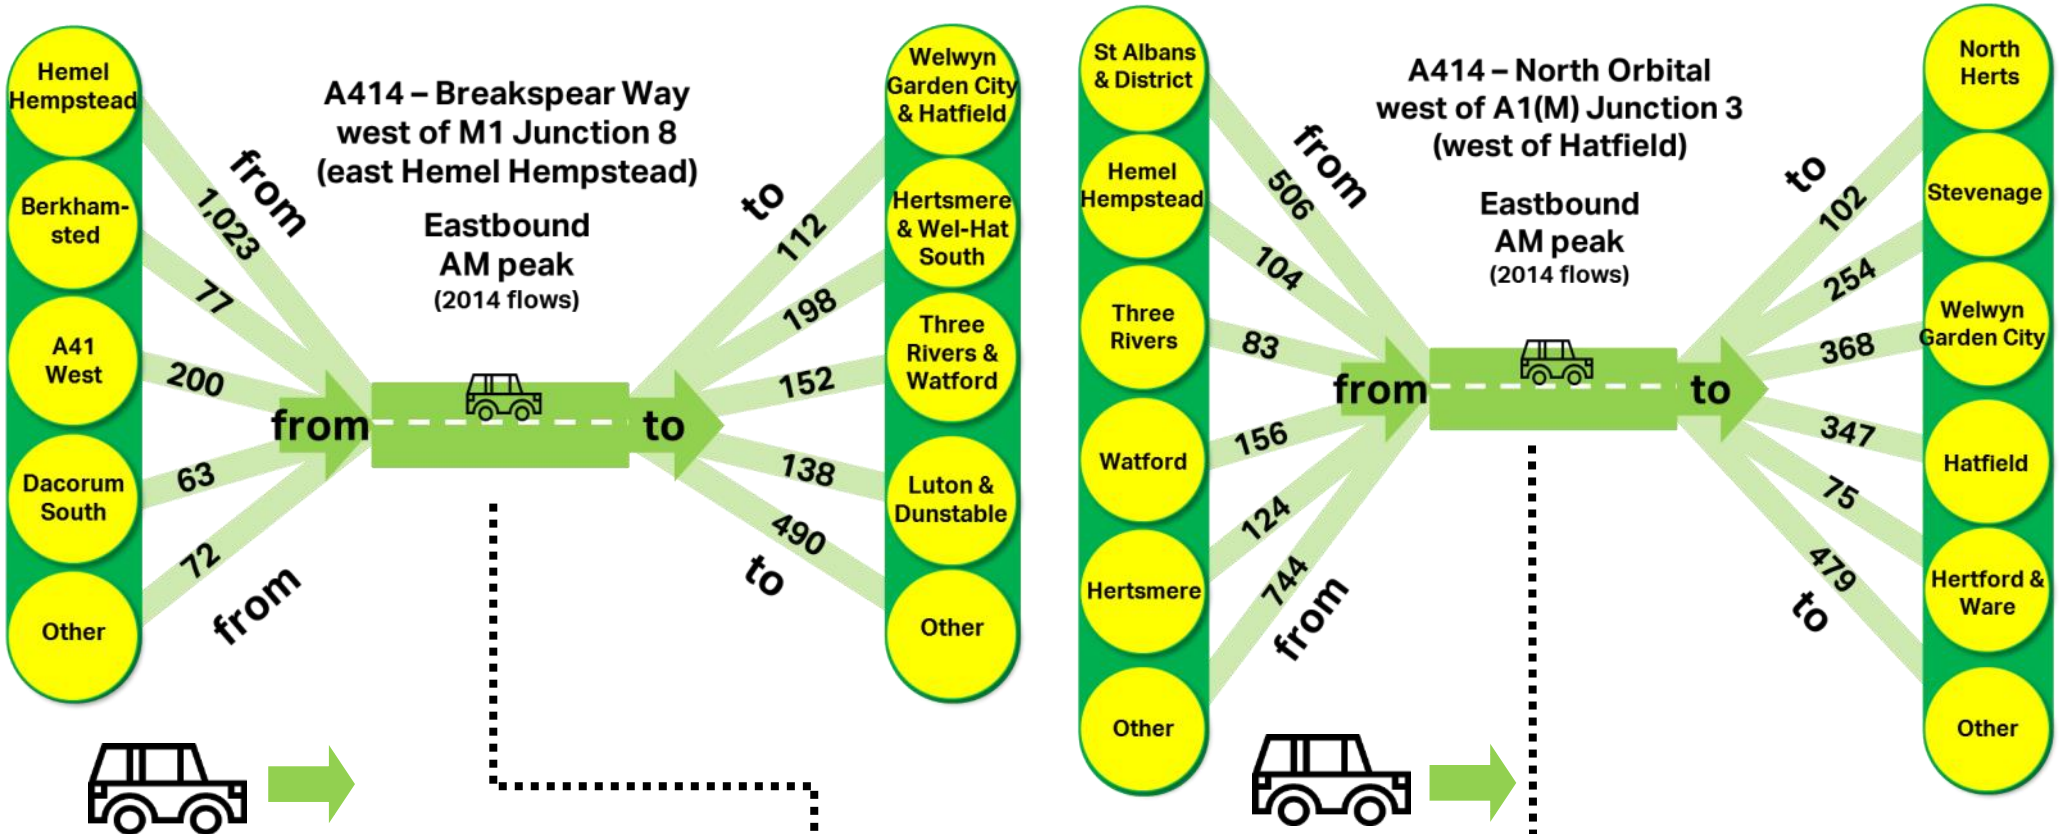 Hemel
Hempstead
Berkham-
sted
A41
West
Dacorum
South
Other
from
1,023
77
200
63
72
from
A414 – Breakspear Way
west of M1 Junction 8
(east Hemel Hempstead)
Eastbound
AM peak
(2014 flows)
from
to
to
112
198
152
138
490
to
Welwyn
Garden City
& Hatfield
Hertsmere
& Wel-Hat
South
Three
Rivers &
Watford
Luton &
Dunstable
Other
St Albans
& District
Hemel
Hempstead
Three
Rivers
Watford
Hertsmere
Other
from
506
104
83
156
124
744
from
A414 – North Orbital
west of A1(M) Junction 3
(west of Hatfield)
Eastbound
AM peak
(2014 flows)
from
to
to
102
254
368
347
75
479
to
North
Herts
Stevenage
Welwyn
Garden City
Hatfield
Hertford &
Ware
Other